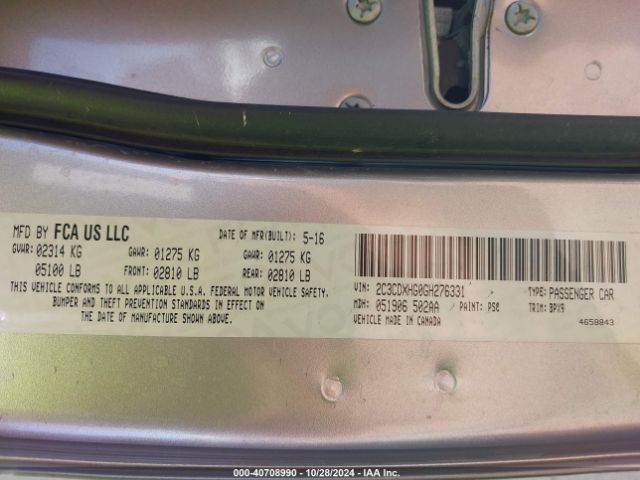 MFD BY FCA US LLC
DATE OF MFR(BUILT): 5-16
GVWR: 02314 KG
GAWR: 01275 KG
GAWR: 01275 KG
05100 LB
FRONT: 02810 LB
REAR: 02810 LB
THIS VEHICLE CONFORMS TO ALL APPLICABLE U.S.A. FEDERAL MOTOR VEHICLE SAFETY,
BUMPER AND THEFT PREVENTION STANDARDS IN EFFECT ON
THE DATE OF MANUFACTURE SHOWN ABOVE.
VIN: 2C3CDXHG0GH276331
TYPE: PASSENGER CAR
MDH: 051906 502AA
PAINT: PS0
TRIM: BPX9
VEHICLE MADE IN CANADA
4658843
000-40708990 | 10/28/2024 | IAA Inc.